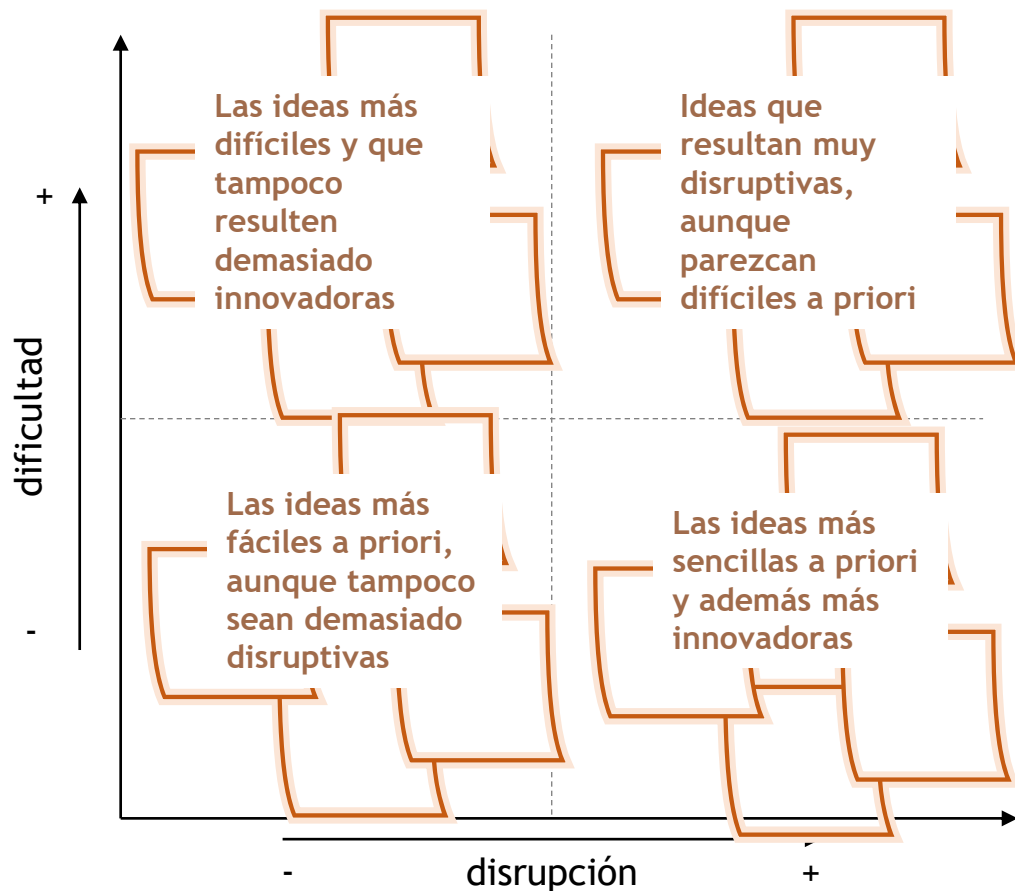 Las ideas más
difíciles y que
tampoco
resulten
demasiado
innovadoras
Ideas que
resultan muy
disruptivas,
aunque
parezcan
difíciles a priori
+
dificultad
-
Las ideas más
fáciles a priori,
aunque tampoco
sean demasiado
disruptivas
Las ideas más
sencillas a priori
y además más
innovadoras
-
disrupción
+